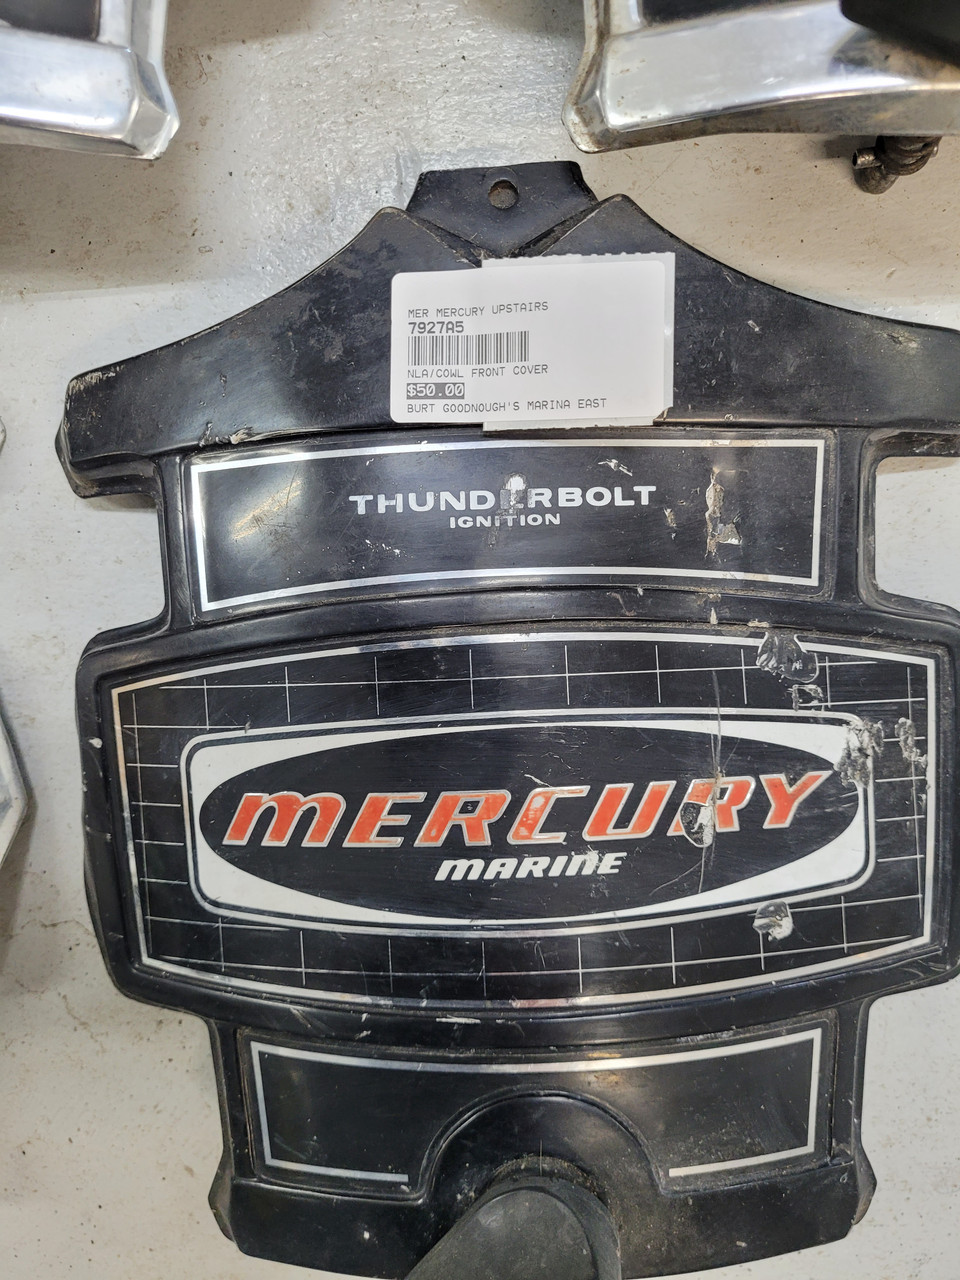 MER MERCURY UPSTAIRS
7927A5
NLA/COWL FRONT COVER
$50.00
BURT GOODNOUGH'S MARINA EAST
THUNDERBOLT
IGNITION
MERCURY
MARINE